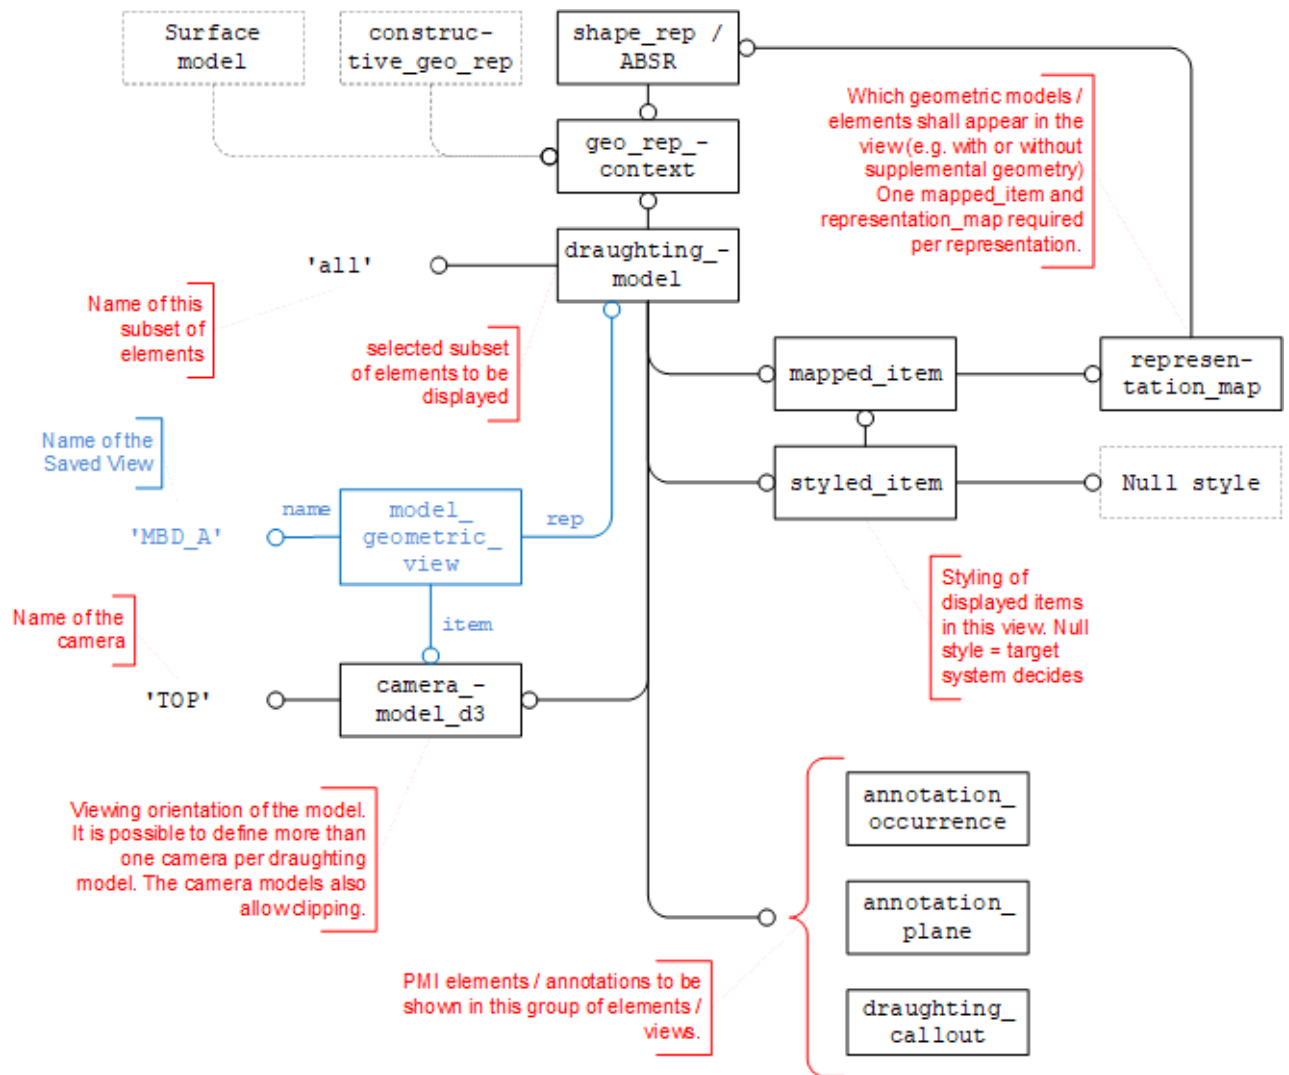 Surface
model
construc-
tive_geo_rep
shape_rep /
ABSR
Which geometric models /
elements shall appear in the
view (e.g. with or without
supplemental geometry)
One mapped_item and
representation_map required
per representation.
geo_rep_-
context
'all'
draughting_-
model
Name of this
subset of
elements
selected subset
of elements to be
displayed
mapped_item
represen-
tation_map
Name of the
Saved View
styled_item
Null style
'MBD_A'
name
model_
geometric_
view
rep
item
Styling of
displayed items
in this view. Null
style = target
system decides
Name of the
camera
'TOP'
camera_-
model_d3
Viewing orientation of the model.
It is possible to define more than
one camera per draughting
model. The camera models also
allow clipping.
annotation_
occurrence
annotation_
plane
draughting_
callout
PMI elements / annotations to be
shown in this group of elements /
views.